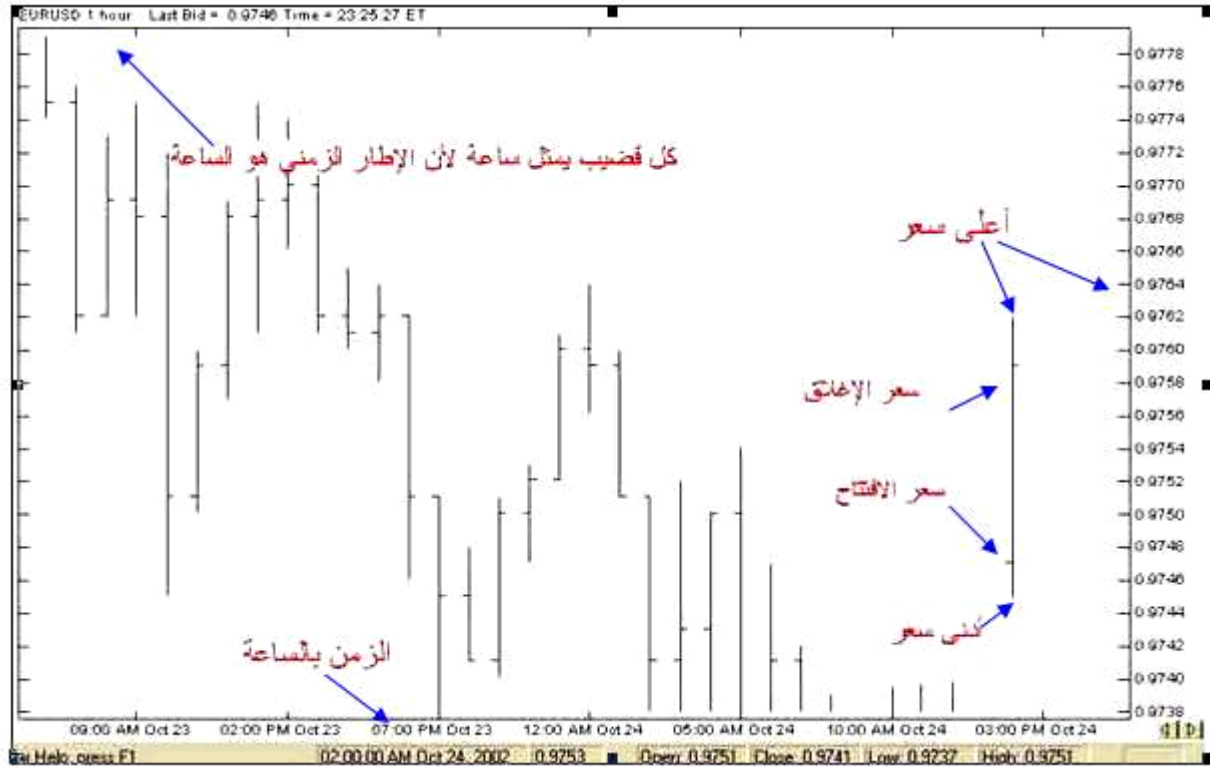 EURUSD 1 hour Last Bid = 0.9746 Time = 23:25:27 ET
0.9778
0.9776
0.9774
كل قضيب يمثل ساعة لأن الإطار الزمني هو الساعة
0.9772
0.9770
أعلى سعر
0.9768
0.9766
0.9764
0.9762
0.9760
سعر الإغلاق
0.9758
0.9756
0.9754
0.9752
سعر الافتتاح
0.9750
0.9748
0.9746
0.9744
أدنى سعر
الزمن بالساعة
0.9742
0.9740
0.9738
09:00 AM Oct 23 02:00 PM Oct 23 07:00 PM Oct 23 12:00 AM Oct 24 05:00 AM Oct 24 10:00 AM Oct 24 03:00 PM Oct 24
Help, press F1 02:00:00 AM Oct 24, 2002 0.9753 Open: 0.9751 Close: 0.9741 Low: 0.9737 High: 0.9751